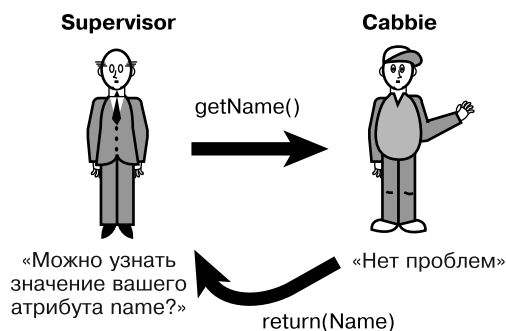 Supervisor
Cabbie
getName()
«Можно узнать
значение вашего
атрибута name?»
«Нет проблем»
return(Name)